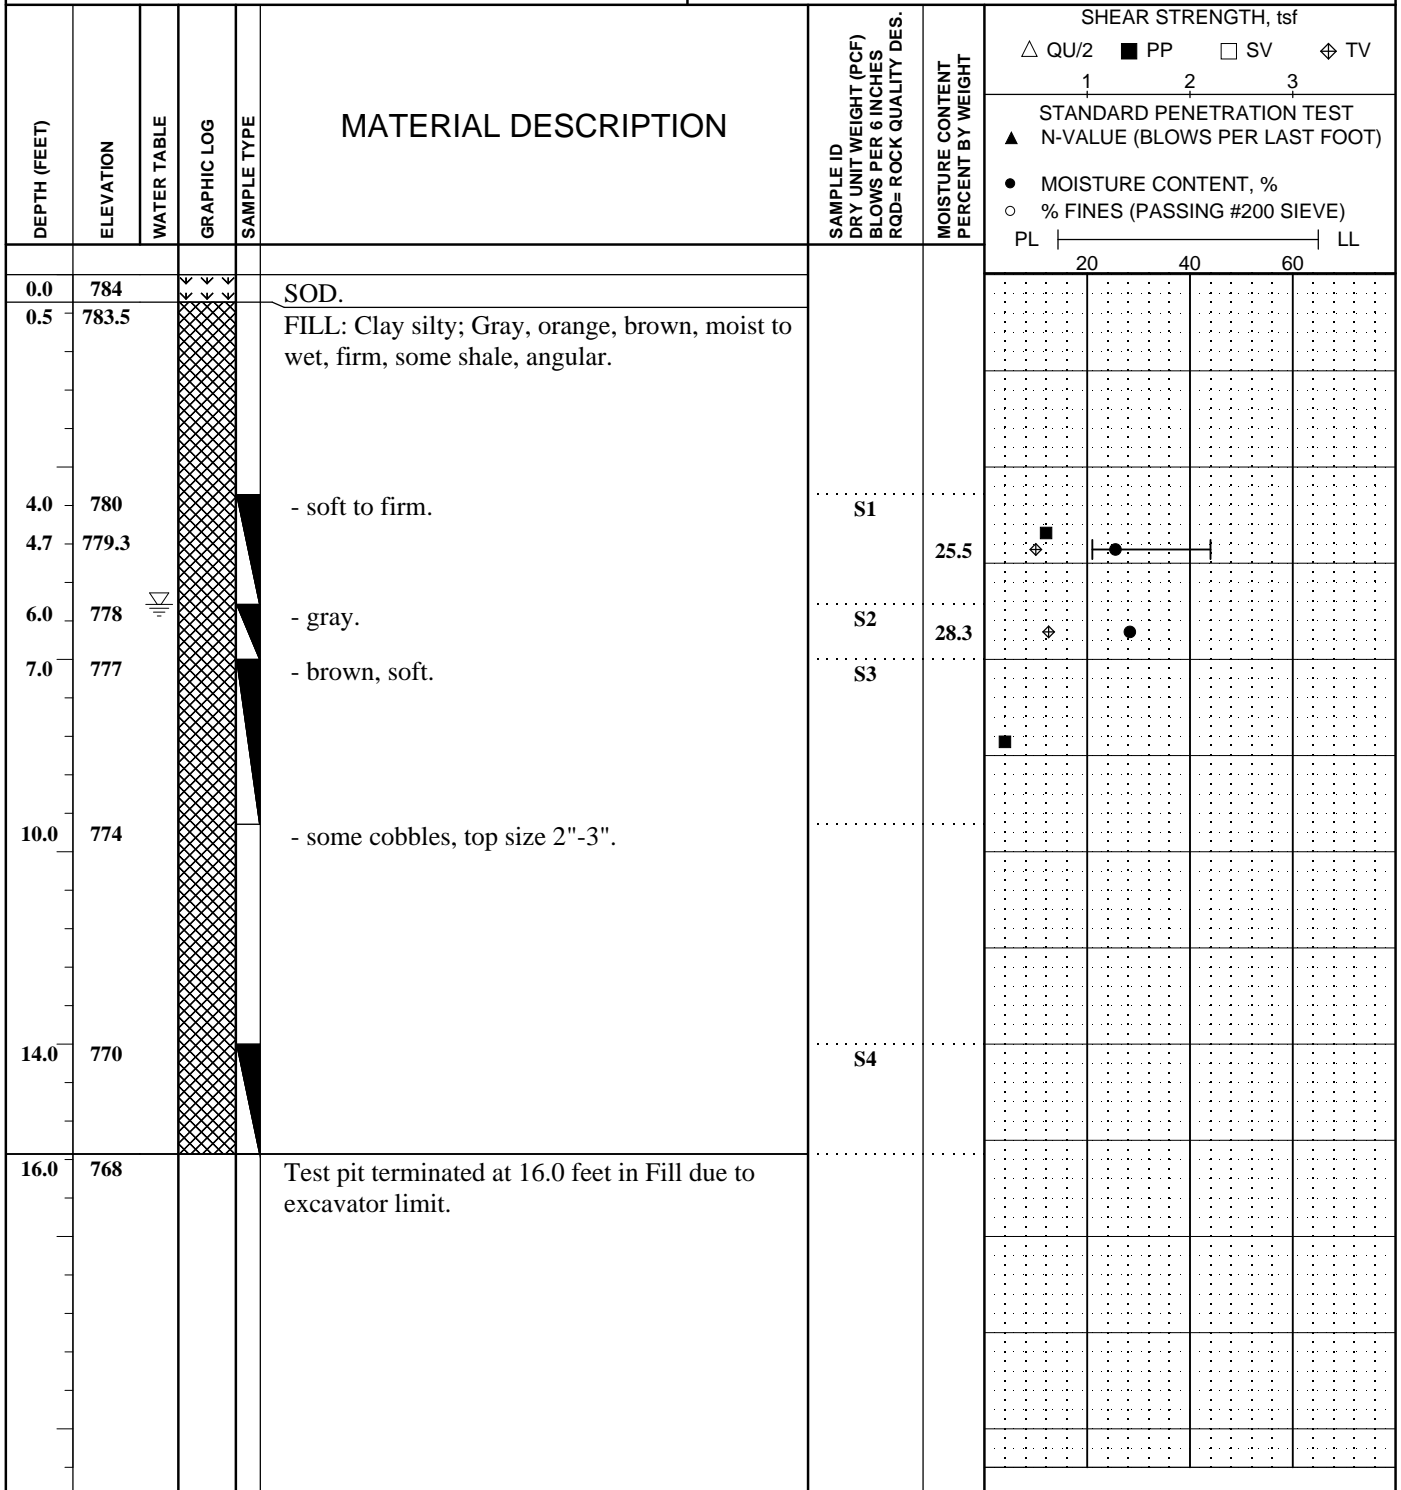 SHEAR STRENGTH, tsf
QU/2 PP SV TV
1 2 3
STANDARD PENETRATION TEST
N-VALUE (BLOWS PER LAST FOOT)
MOISTURE CONTENT, %
% FINES (PASSING #200 SIEVE)
PL LL
20 40 60
DEPTH (FEET)
ELEVATION
WATER TABLE
GRAPHIC LOG
SAMPLE TYPE
MATERIAL DESCRIPTION
SAMPLE ID
DRY UNIT WEIGHT (PCF)
BLOWS PER 6 INCHES
RQD= ROCK QUALITY DES.
MOISTURE CONTENT
PERCENT BY WEIGHT
0.0 784 SOD.
0.5 783.5 FILL: Clay silty; Gray, orange, brown, moist to
wet, firm, some shale, angular.
4.0 780 - soft to firm. S1
4.7 779.3 25.5
6.0 778 - gray. S2
28.3
7.0 777 - brown, soft. S3
10.0 774 - some cobbles, top size 2"-3".
14.0 770 S4
16.0 768 Test pit terminated at 16.0 feet in Fill due to
excavator limit.